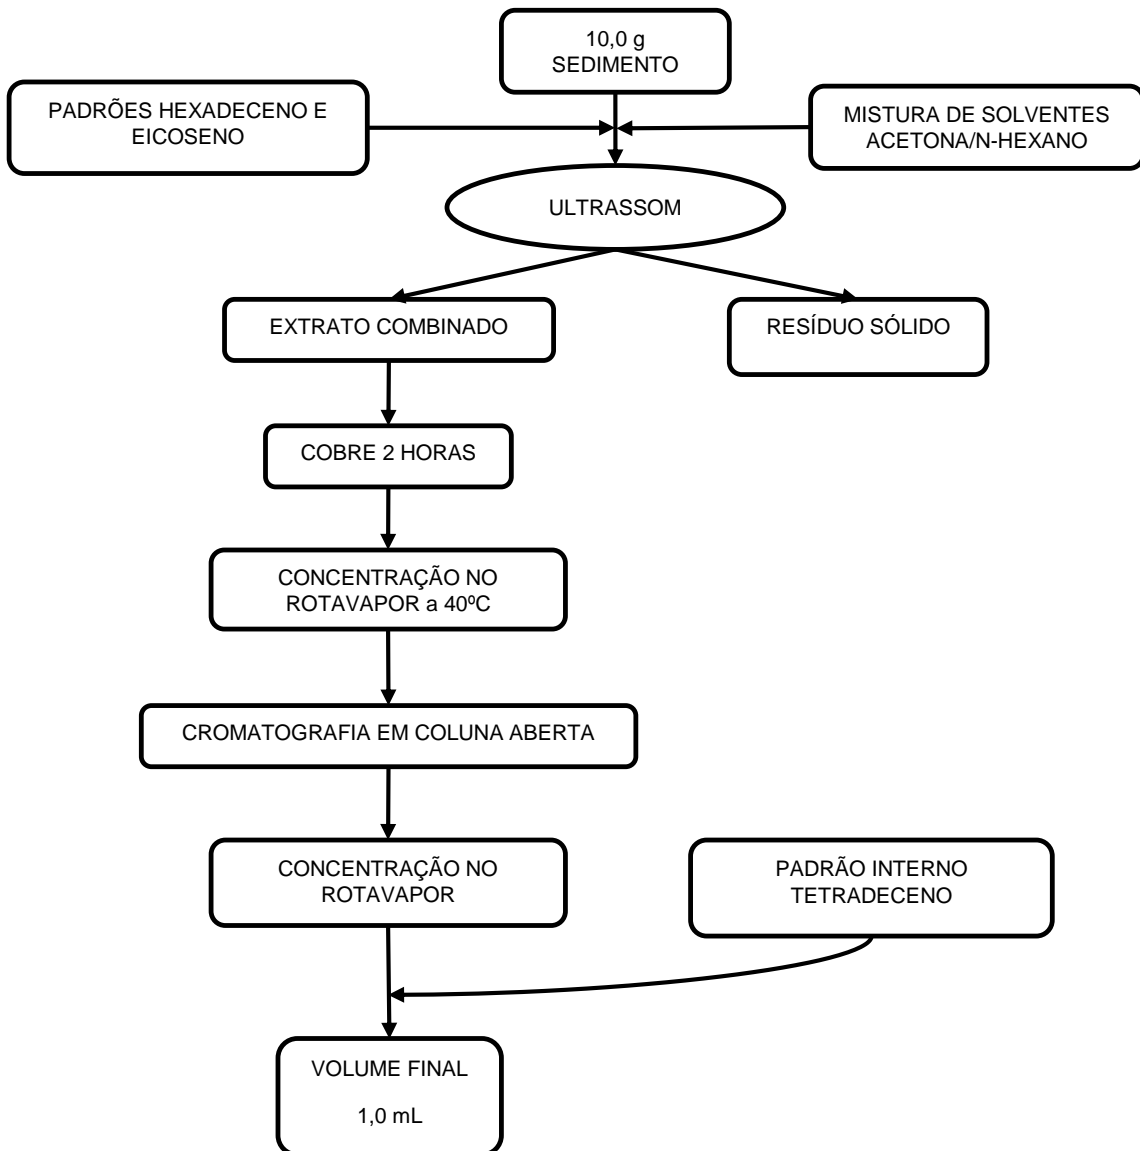 10,0 g
SEDIMENTO
PADRÕES HEXADECENO E
EICOSENO
MISTURA DE SOLVENTES
ACETONA/N-HEXANO
ULTRASSOM
EXTRATO COMBINADO
RESÍDUO SÓLIDO
COBRE 2 HORAS
CONCENTRAÇÃO NO
ROTAVAPOR a 40ºC
CROMATOGRAFIA EM COLUNA ABERTA
CONCENTRAÇÃO NO
ROTAVAPOR
PADRÃO INTERNO
TETRADECENO
VOLUME FINAL
1,0 mL